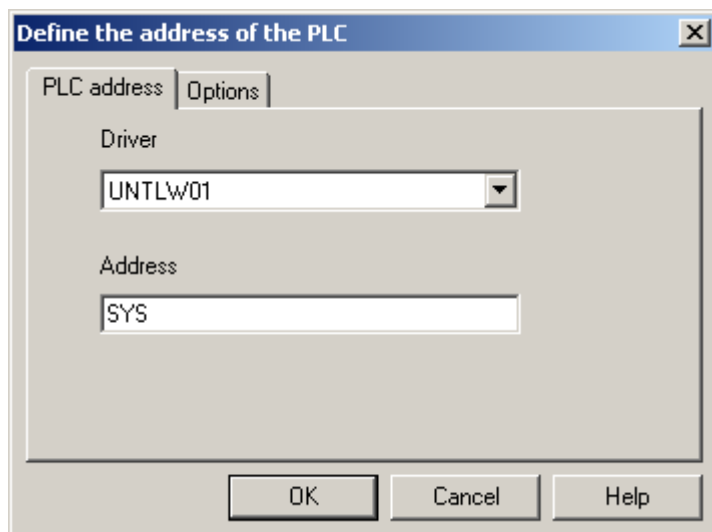 Define the address of the PLC
PLC address Options
Driver
UNTLW01
Address
SYS
OK Cancel Help